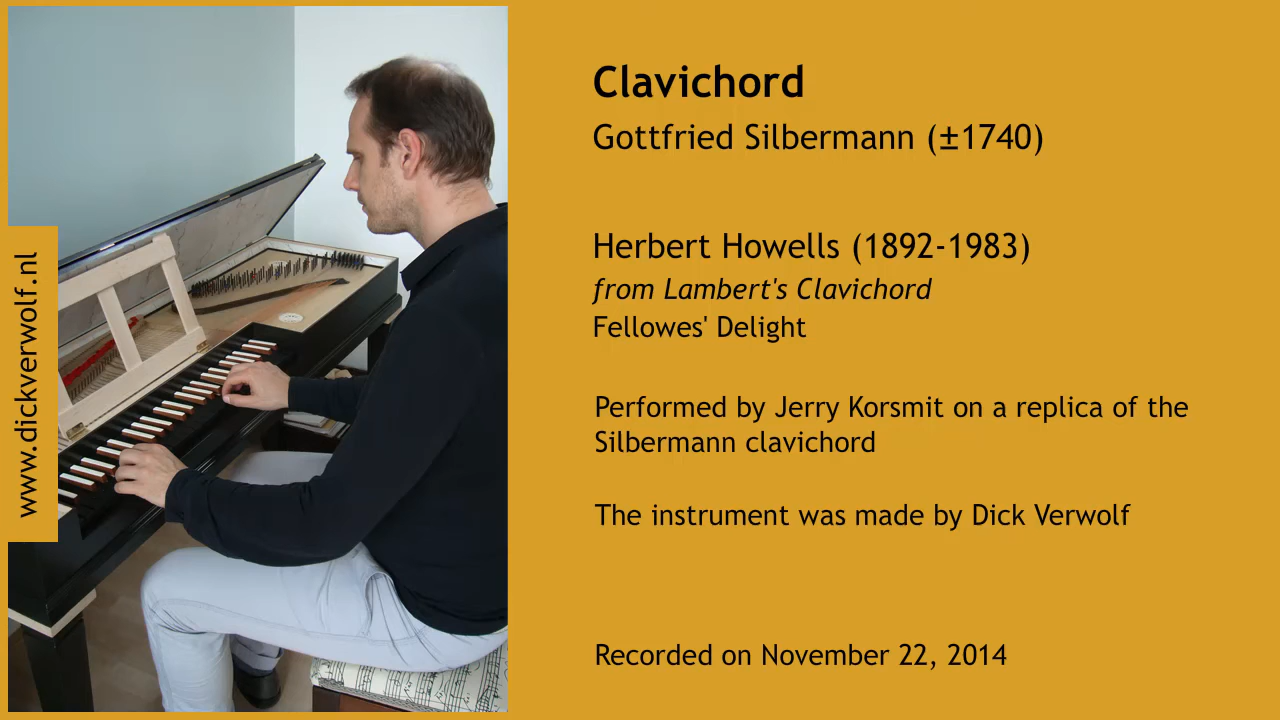 www.dickverwolf.nl
Clavichord
Gottfried Silbermann (±1740)
Herbert Howells (1892-1983)
from Lambert's Clavichord
Fellowes' Delight
Performed by Jerry Korsmit on a replica of the
Silbermann clavichord
The instrument was made by Dick Verwolf
Recorded on November 22, 2014